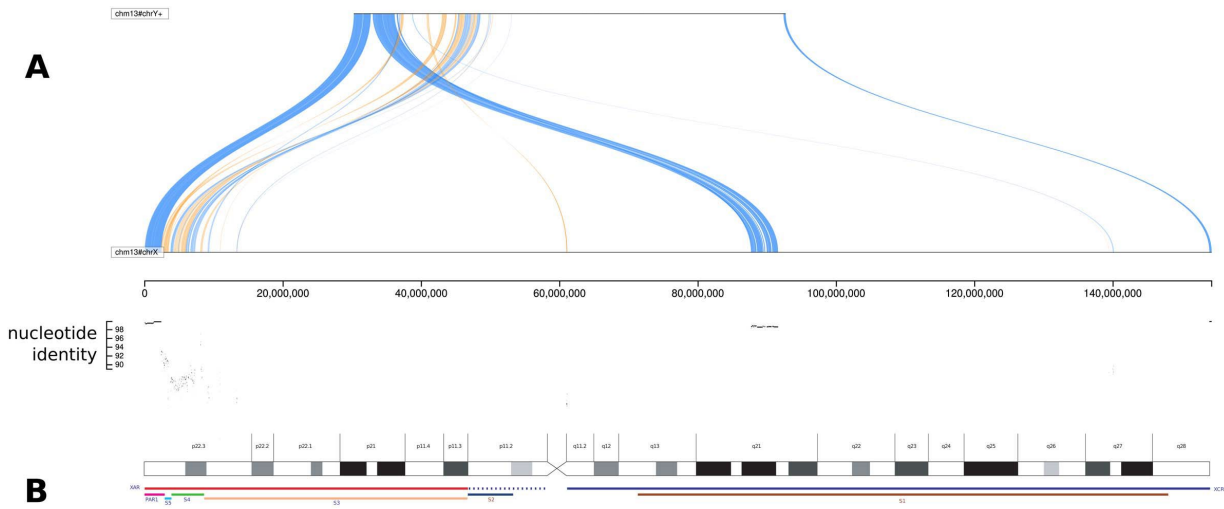 chm13#chrY+
A
chm13#chrX
0 20,000,000 40,000,000 60,000,000 80,000,000 100,000,000 120,000,000 140,000,000
nucleotide
identity
98
96
94
92
90
p22.3 p22.2 p22.1 p21 p11.4 p11.3 p11.2 q11.2 q12 q13 q21 q22 q23 q24 q25 q26 q27 q28
B
XAR XCR
PAR1 S5 S4 S3 S2 S1